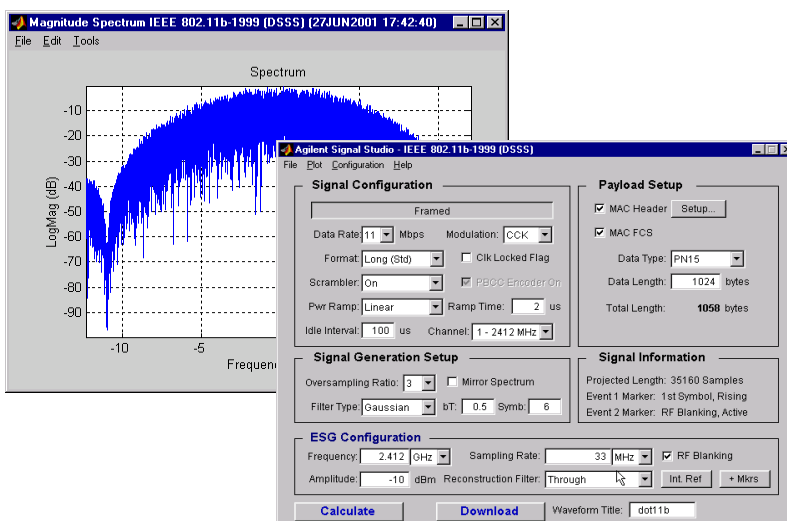 Magnitude Spectrum IEEE 802.11b-1999 (DSSS) (27JUN2001 17:42:40)
File Edit Tools
Spectrum
-10
-20
-30
-40
-50
-60
-70
-80
-90
LogMag (dB)
-10 -5
Frequen
Agilent Signal Studio - IEEE 802.11b-1999 (DSSS)
File Plot Configuration Help
Signal Configuration
Framed
Data Rate: 11 Mbps Modulation: CCK
Format: Long (Std) Clk Locked Flag
Scrambler: On PBCC Encoder On
Pwr Ramp: Linear Ramp Time: 2 us
Idle Interval: 100 us Channel: 1 - 2412 MHz
Payload Setup
MAC Header Setup...
MAC FCS
Data Type: PN15
Data Length: 1024 bytes
Total Length: 1058 bytes
Signal Generation Setup
Oversampling Ratio: 3 Mirror Spectrum
Filter Type: Gaussian bT: 0.5 Symb: 6
Signal Information
Projected Length: 35160 Samples
Event 1 Marker: 1st Symbol, Rising
Event 2 Marker: RF Blanking, Active
ESG Configuration
Frequency: 2.412 GHz Sampling Rate: 33 MHz RF Blanking
Amplitude: -10 dBm Reconstruction Filter: Through Int. Ref + Mkrs
Calculate Download Waveform Title: dot11b